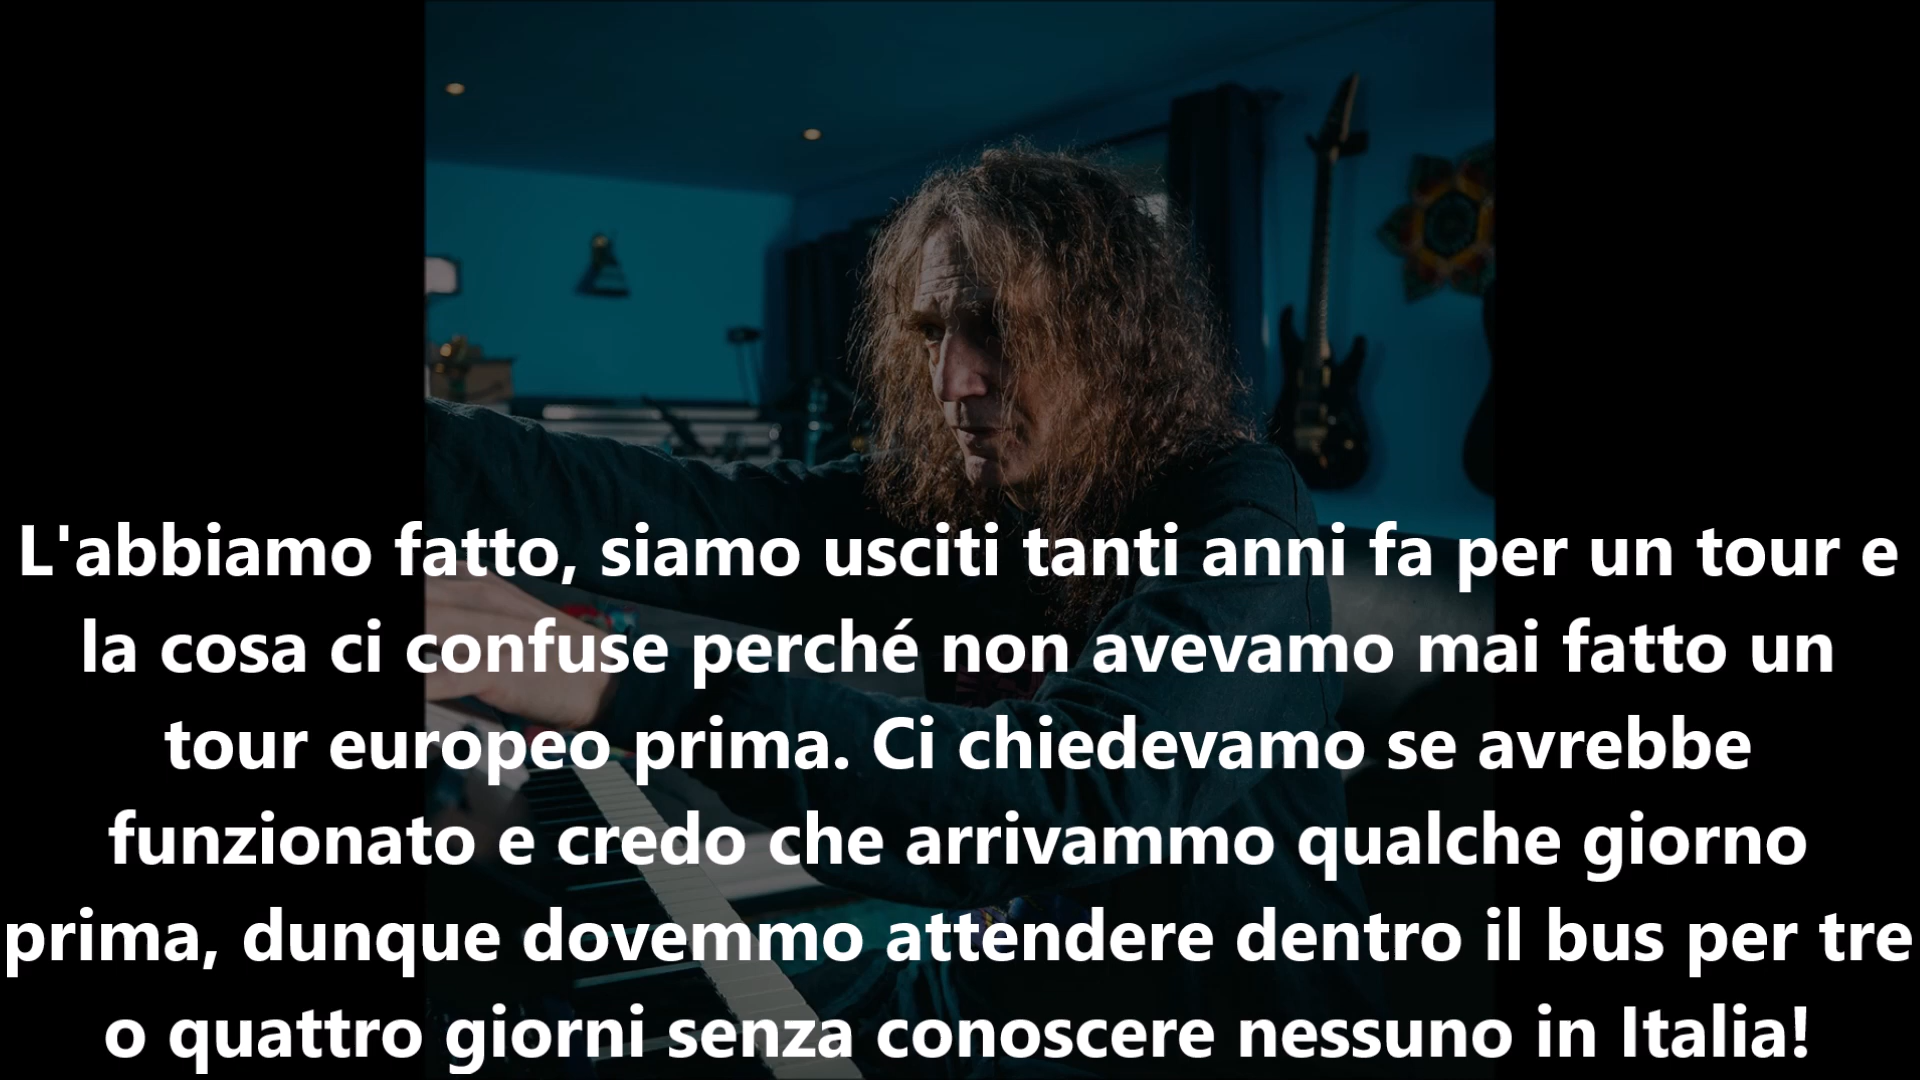 L'abbiamo fatto, siamo usciti tanti anni fa per un tour e
la cosa ci confuse perché non avevamo mai fatto un
tour europeo prima. Ci chiedevamo se avrebbe
funzionato e credo che arrivammo qualche giorno
prima, dunque dovemmo attendere dentro il bus per tre
o quattro giorni senza conoscere nessuno in Italia!